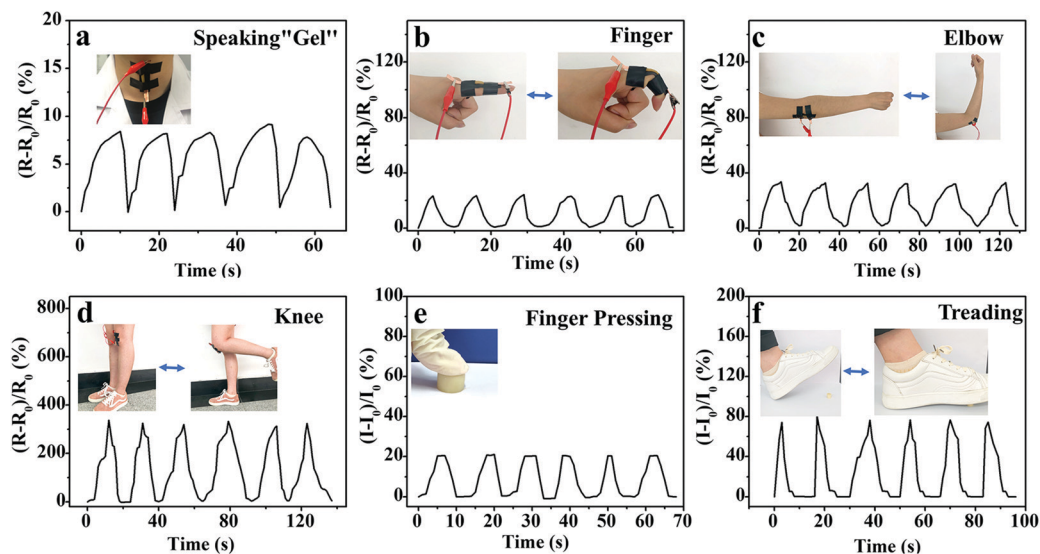 a
Speaking"Gel"
(R-R₀)/R₀ (%)
20
15
10
5
0
0 20 40 60
Time (s)
b
Finger
(R-R₀)/R₀ (%)
120
80
40
0
0 20 40 60
Time (s)
c
Elbow
(R-R₀)/R₀ (%)
120
80
40
0
0 20 40 60 80 100 120
Time (s)
d
Knee
(R-R₀)/R₀ (%)
800
600
400
200
0
0 40 80 120
Time (s)
e
Finger Pressing
(I-I₀)/I₀ (%)
100
80
60
40
20
0
0 10 20 30 40 50 60 70
Time (s)
f
Treading
(I-I₀)/I₀ (%)
200
160
120
80
40
0
0 20 40 60 80 100
Time (s)